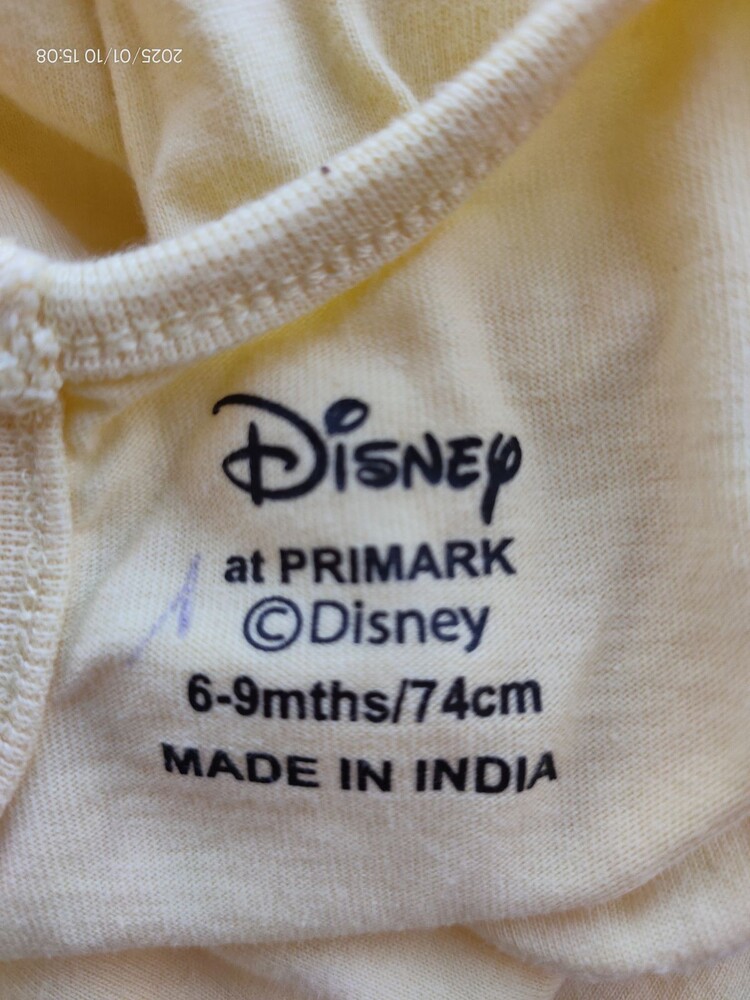 2025/01/10 15:08
Disney
at PRIMARK
©Disney
6-9mths/74cm
MADE IN INDIA